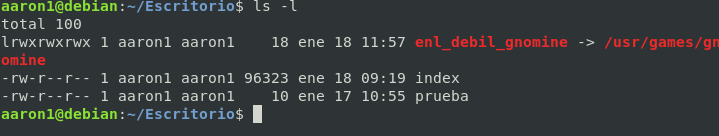 aaron1@debian:~/Escritorio$ ls -l
total 100
lrwxrwxrwx 1 aaron1 aaron1    18 ene 18 11:57 enl_debil_gnomine -> /usr/games/gn
omine
-rw-r--r-- 1 aaron1 aaron1 96323 ene 18 09:19 index
-rw-r--r-- 1 aaron1 aaron1    10 ene 17 10:55 prueba
aaron1@debian:~/Escritorio$